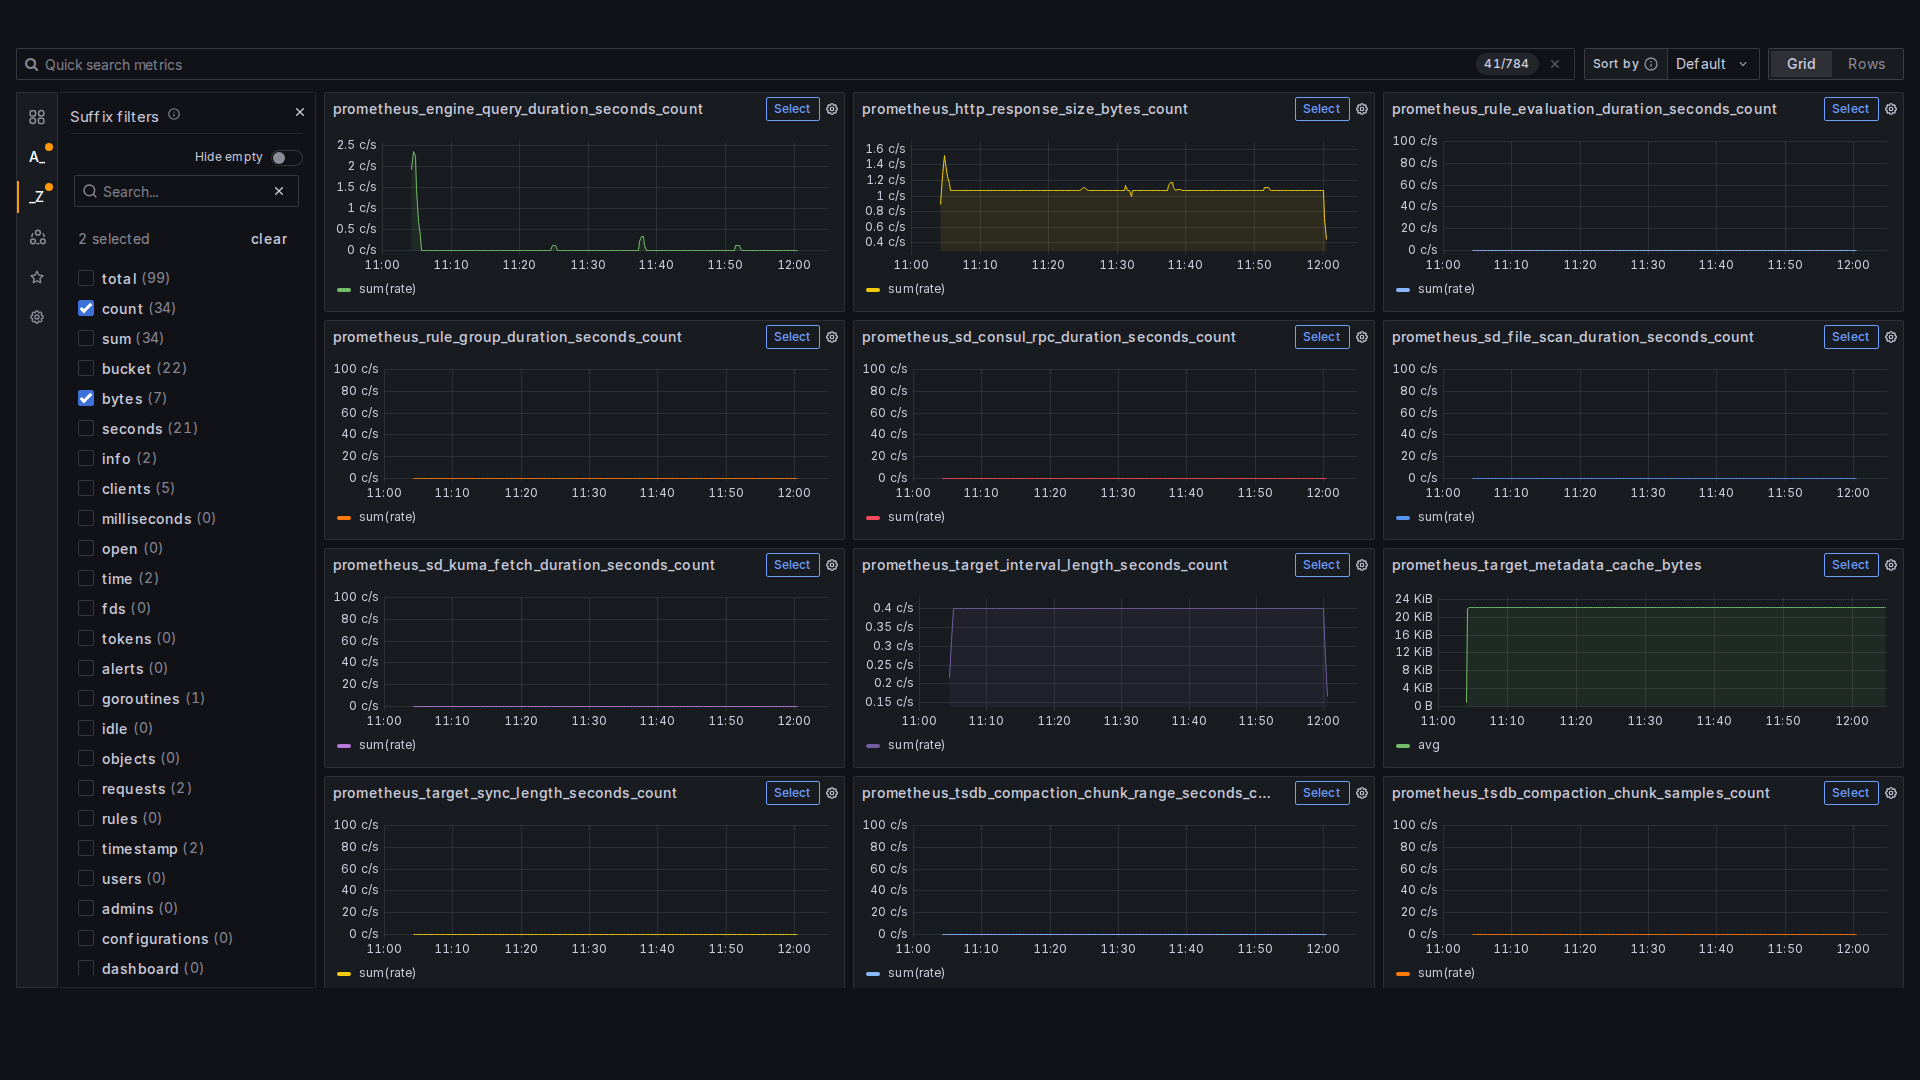 Quick search metrics
41/784
Sort by
Default
Grid
Rows
A_
_Z
Suffix filters
Hide empty
Search...
2 selected
clear
total (99)
count (34)
sum (34)
bucket (22)
bytes (7)
seconds (21)
info (2)
clients (5)
milliseconds (0)
open (0)
time (2)
fds (0)
tokens (0)
alerts (0)
goroutines (1)
idle (0)
objects (0)
requests (2)
rules (0)
timestamp (2)
users (0)
admins (0)
configurations (0)
dashboard (0)
prometheus_engine_query_duration_seconds_count
Select
2.5 c/s
2 c/s
1.5 c/s
1 c/s
0.5 c/s
0 c/s
11:00 11:10 11:20 11:30 11:40 11:50 12:00
sum(rate)
prometheus_http_response_size_bytes_count
Select
1.6 c/s
1.4 c/s
1.2 c/s
1 c/s
0.8 c/s
0.6 c/s
0.4 c/s
11:00 11:10 11:20 11:30 11:40 11:50 12:00
sum(rate)
prometheus_rule_evaluation_duration_seconds_count
Select
100 c/s
80 c/s
60 c/s
40 c/s
20 c/s
0 c/s
11:00 11:10 11:20 11:30 11:40 11:50 12:00
sum(rate)
prometheus_rule_group_duration_seconds_count
Select
100 c/s
80 c/s
60 c/s
40 c/s
20 c/s
0 c/s
11:00 11:10 11:20 11:30 11:40 11:50 12:00
sum(rate)
prometheus_sd_consul_rpc_duration_seconds_count
Select
100 c/s
80 c/s
60 c/s
40 c/s
20 c/s
0 c/s
11:00 11:10 11:20 11:30 11:40 11:50 12:00
sum(rate)
prometheus_sd_file_scan_duration_seconds_count
Select
100 c/s
80 c/s
60 c/s
40 c/s
20 c/s
0 c/s
11:00 11:10 11:20 11:30 11:40 11:50 12:00
sum(rate)
prometheus_sd_kuma_fetch_duration_seconds_count
Select
100 c/s
80 c/s
60 c/s
40 c/s
20 c/s
0 c/s
11:00 11:10 11:20 11:30 11:40 11:50 12:00
sum(rate)
prometheus_target_interval_length_seconds_count
Select
0.4 c/s
0.35 c/s
0.3 c/s
0.25 c/s
0.2 c/s
0.15 c/s
11:00 11:10 11:20 11:30 11:40 11:50 12:00
sum(rate)
prometheus_target_metadata_cache_bytes
Select
24 KiB
20 KiB
16 KiB
12 KiB
8 KiB
4 KiB
0 B
11:00 11:10 11:20 11:30 11:40 11:50 12:00
avg
prometheus_target_sync_length_seconds_count
Select
100 c/s
80 c/s
60 c/s
40 c/s
20 c/s
0 c/s
11:00 11:10 11:20 11:30 11:40 11:50 12:00
sum(rate)
prometheus_tsdb_compaction_chunk_range_seconds_c...
Select
100 c/s
80 c/s
60 c/s
40 c/s
20 c/s
0 c/s
11:00 11:10 11:20 11:30 11:40 11:50 12:00
sum(rate)
prometheus_tsdb_compaction_chunk_samples_count
Select
100 c/s
80 c/s
60 c/s
40 c/s
20 c/s
0 c/s
11:00 11:10 11:20 11:30 11:40 11:50 12:00
sum(rate)